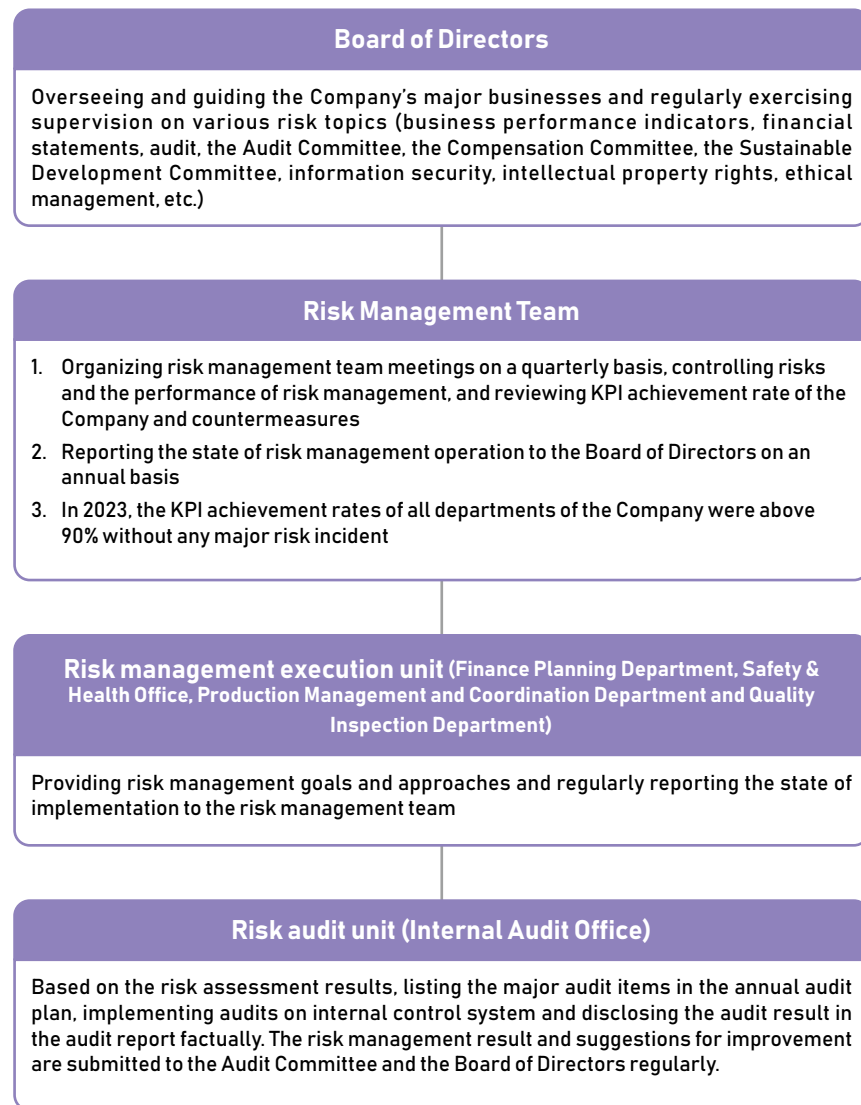 Board of Directors
Overseeing and guiding the Company's major businesses and regularly exercising
supervision on various risk topics (business performance indicators, financial
statements, audit, the Audit Committee, the Compensation Committee, the Sustainable
Development Committee, information security, intellectual property rights, ethical
management, etc.)
Risk Management Team
1. Organizing risk management team meetings on a quarterly basis, controlling risks
and the performance of risk management, and reviewing KPI achievement rate of the
Company and countermeasures
2. Reporting the state of risk management operation to the Board of Directors on an
annual basis
3. In 2023, the KPI achievement rates of all departments of the Company were above
90% without any major risk incident
Risk management execution unit (Finance Planning Department, Safety &
Health Office, Production Management and Coordination Department and Quality
Inspection Department)
Providing risk management goals and approaches and regularly reporting the state of
implementation to the risk management team
Risk audit unit (Internal Audit Office)
Based on the risk assessment results, listing the major audit items in the annual audit
plan, implementing audits on internal control system and disclosing the audit result in
the audit report factually. The risk management result and suggestions for improvement
are submitted to the Audit Committee and the Board of Directors regularly.